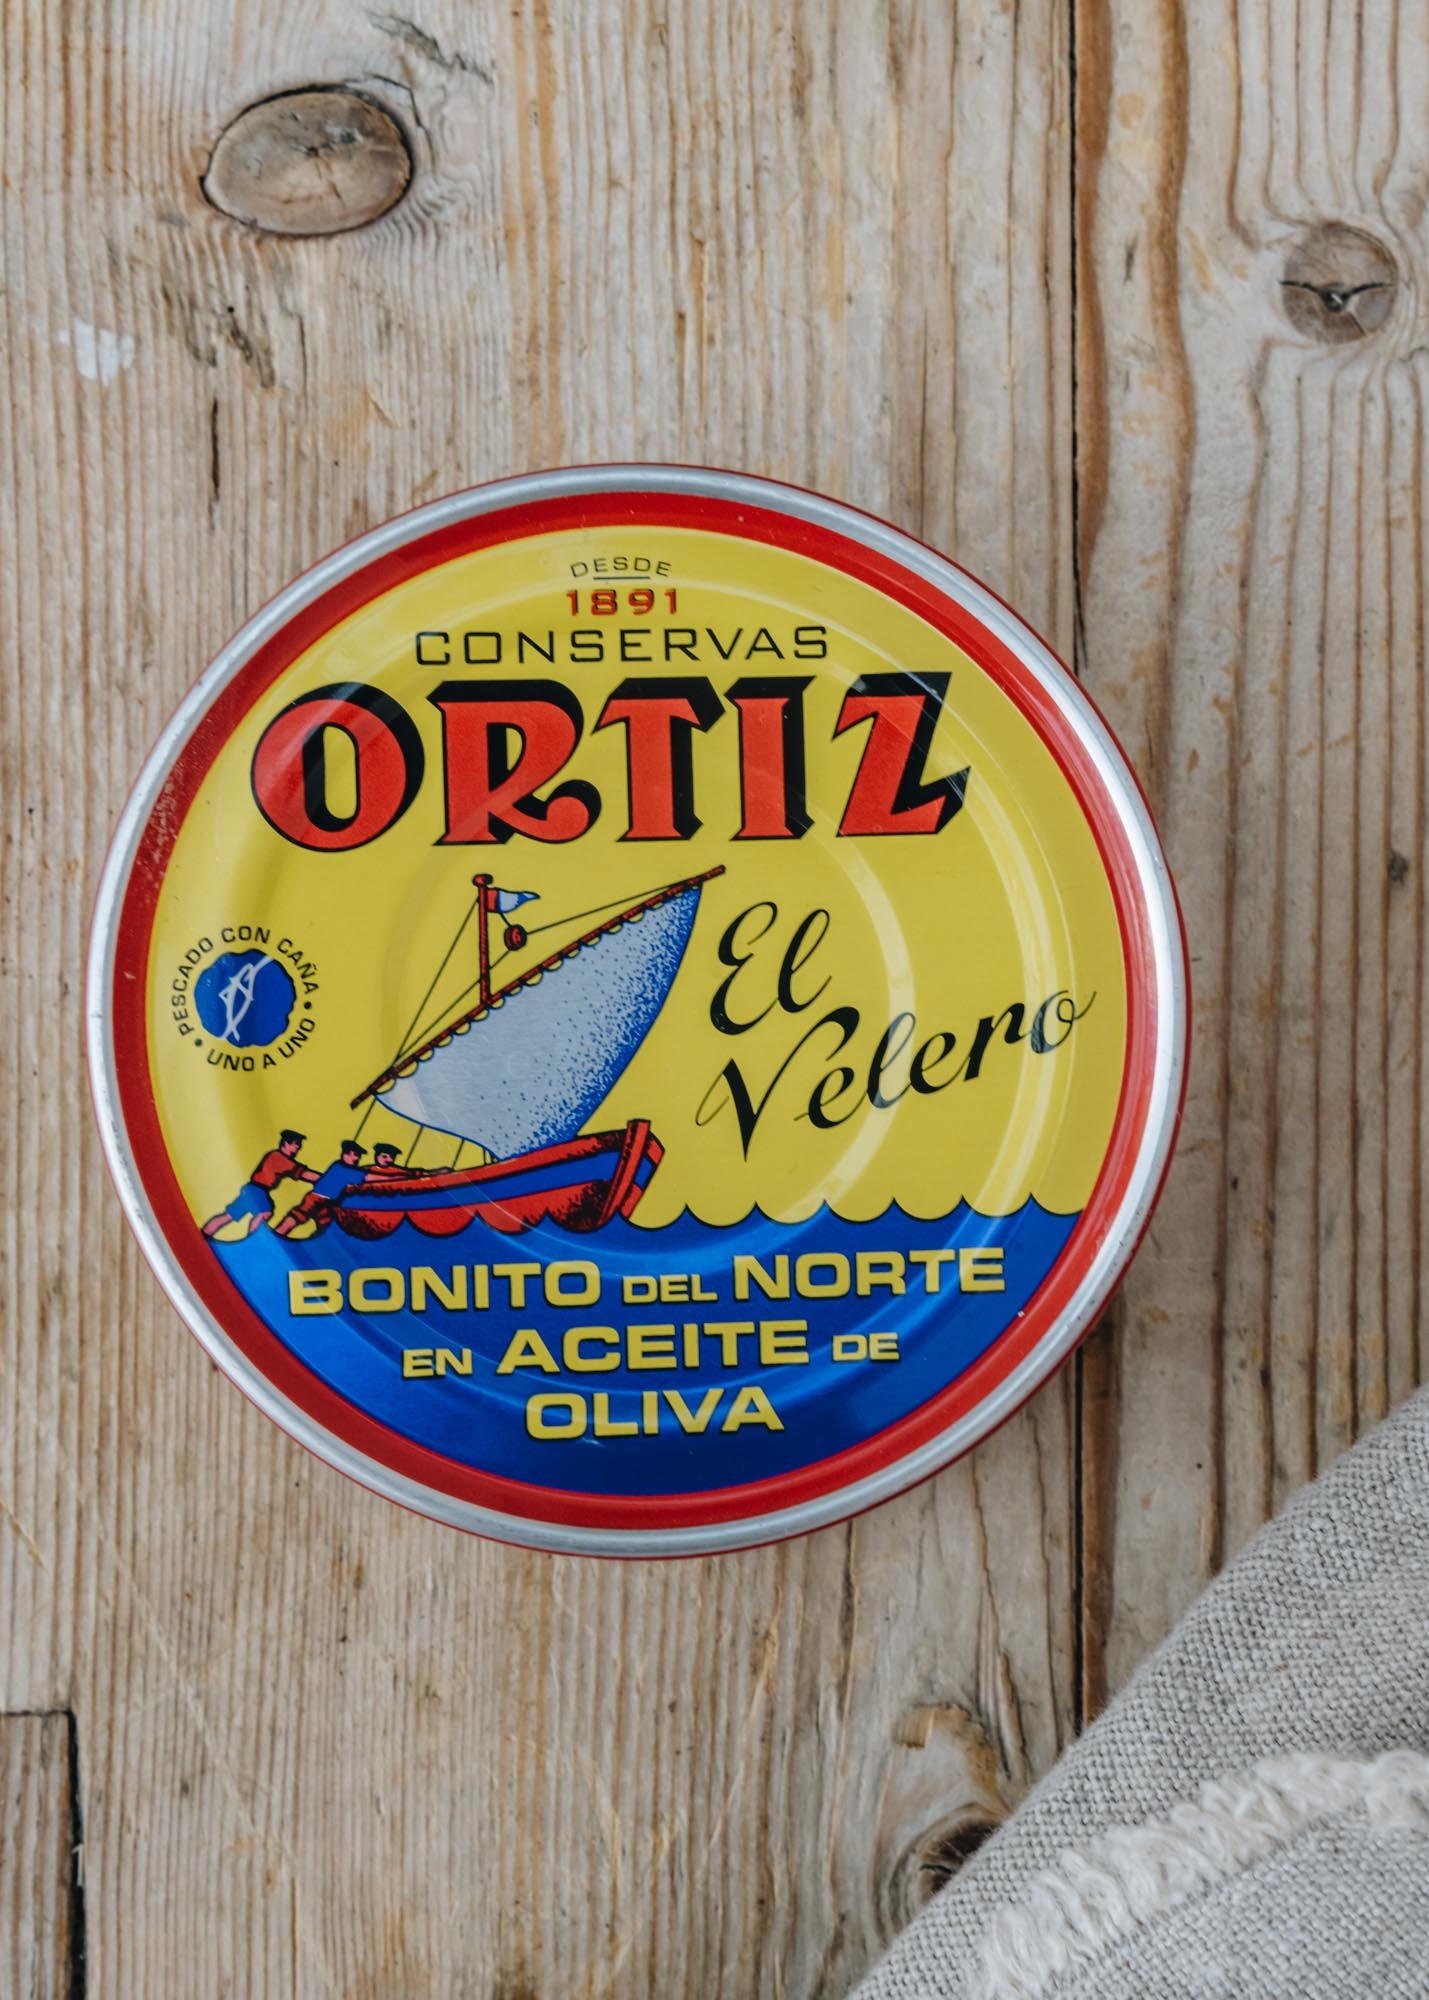 DESDE
1891
CONSERVAS
ORTIZ
El
Velero
PESCADO CON CAÑA •
UNO A UNO •
BONITO DEL NORTE
EN ACEITE DE
OLIVA